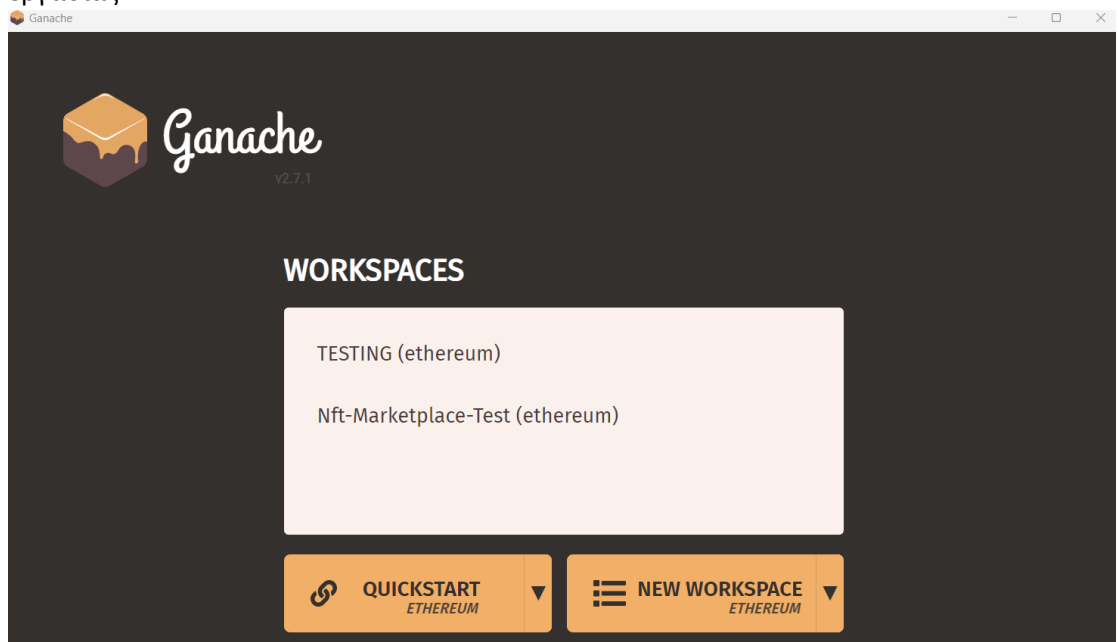 Ganache
Ganache
v2.7.1
WORKSPACES
TESTING (ethereum)
Nft-Marketplace-Test (ethereum)
QUICKSTART
ETHEREUM
NEW WORKSPACE
ETHEREUM